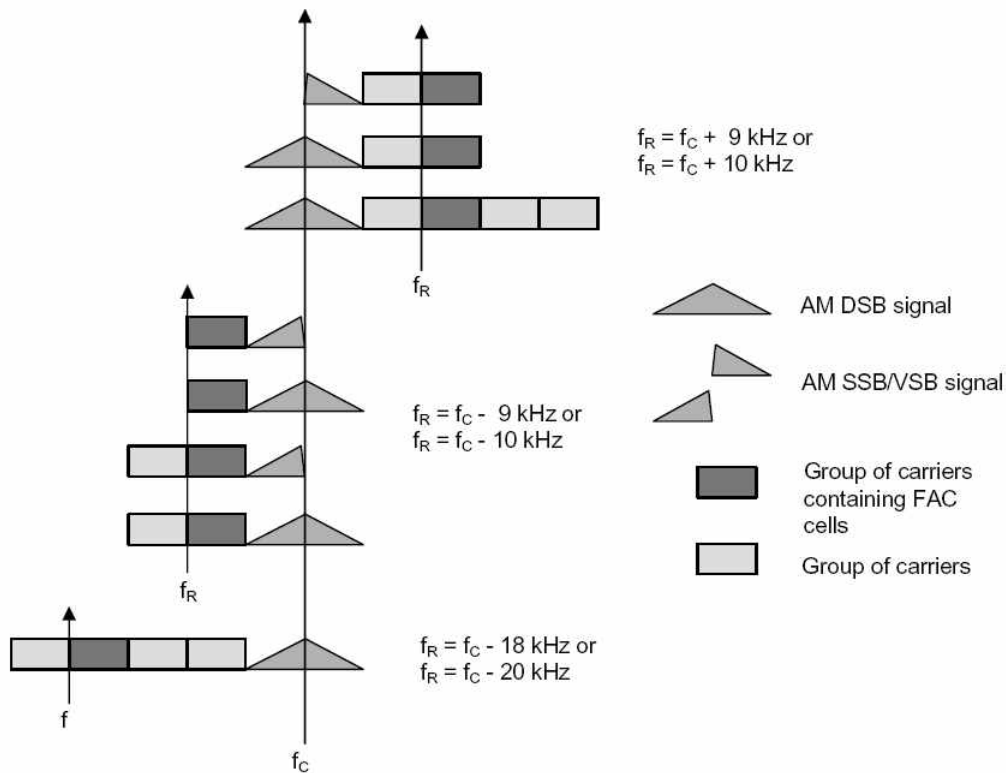 f_R = f_C + 9 kHz or
f_R = f_C + 10 kHz
f_R
AM DSB signal
AM SSB/VSB signal
f_R = f_C - 9 kHz or
f_R = f_C - 10 kHz
Group of carriers
containing FAC
cells
Group of carriers
f_R
f_R = f_C - 18 kHz or
f_R = f_C - 20 kHz
f
f_C